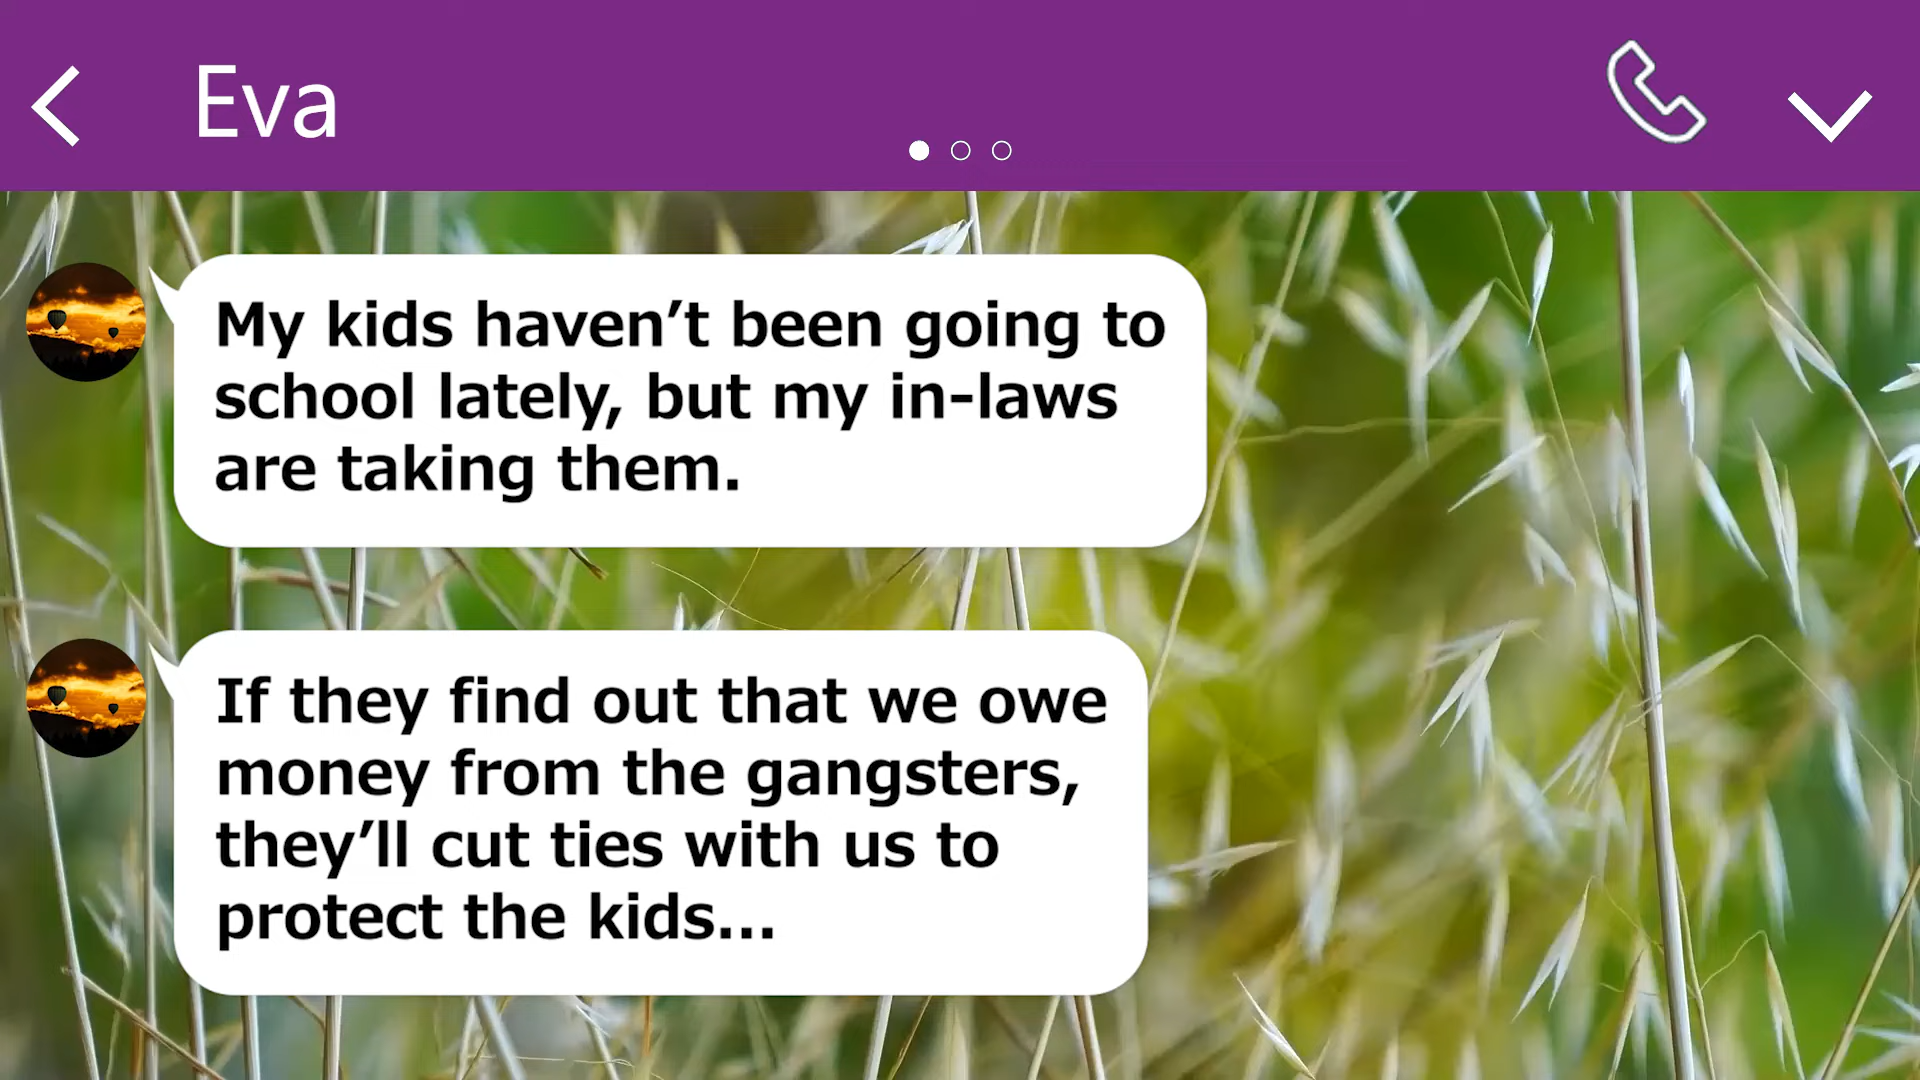 Eva
My kids haven’t been going to
school lately, but my in-laws
are taking them.
If they find out that we owe
money from the gangsters,
they’ll cut ties with us to
protect the kids...